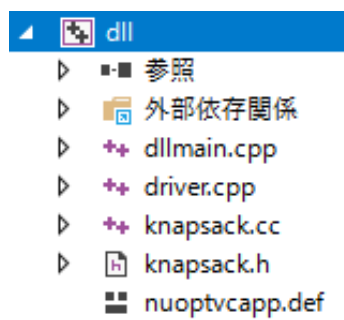 dll
参照
外部依存関係
dllmain.cpp
driver.cpp
knapsack.cc
knapsack.h
nuoptvcapp.def